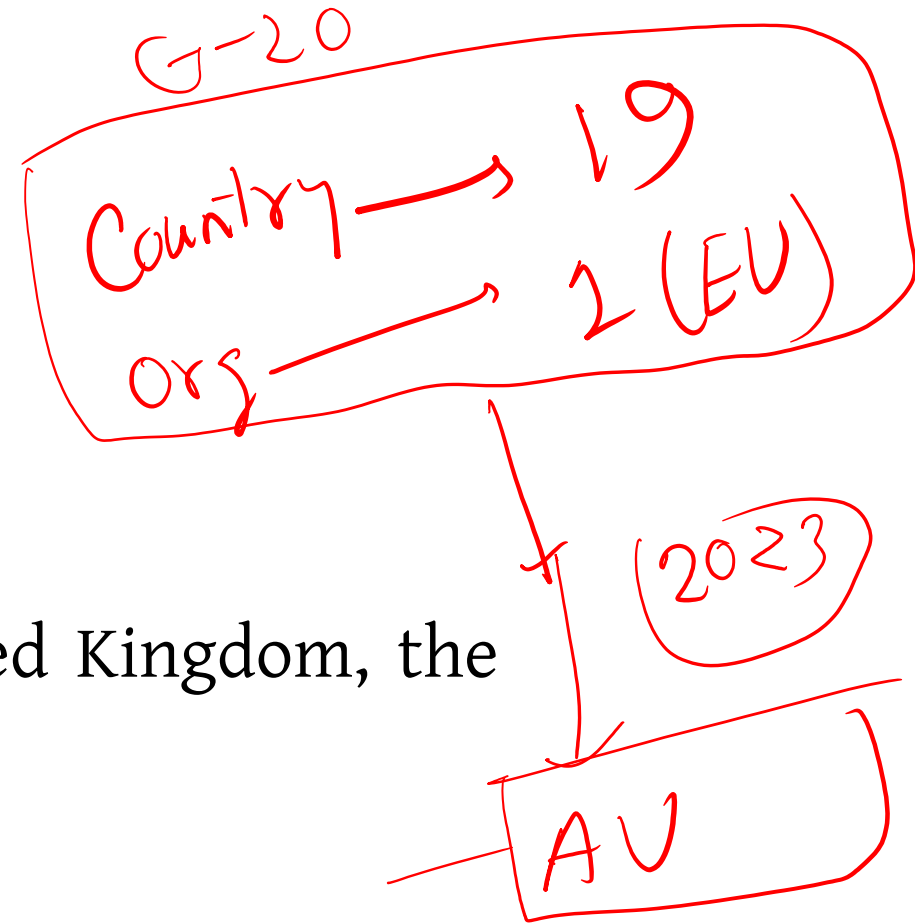 G-20
Country → 19
Org → 2 (EU)
2023
ed Kingdom, the
AU